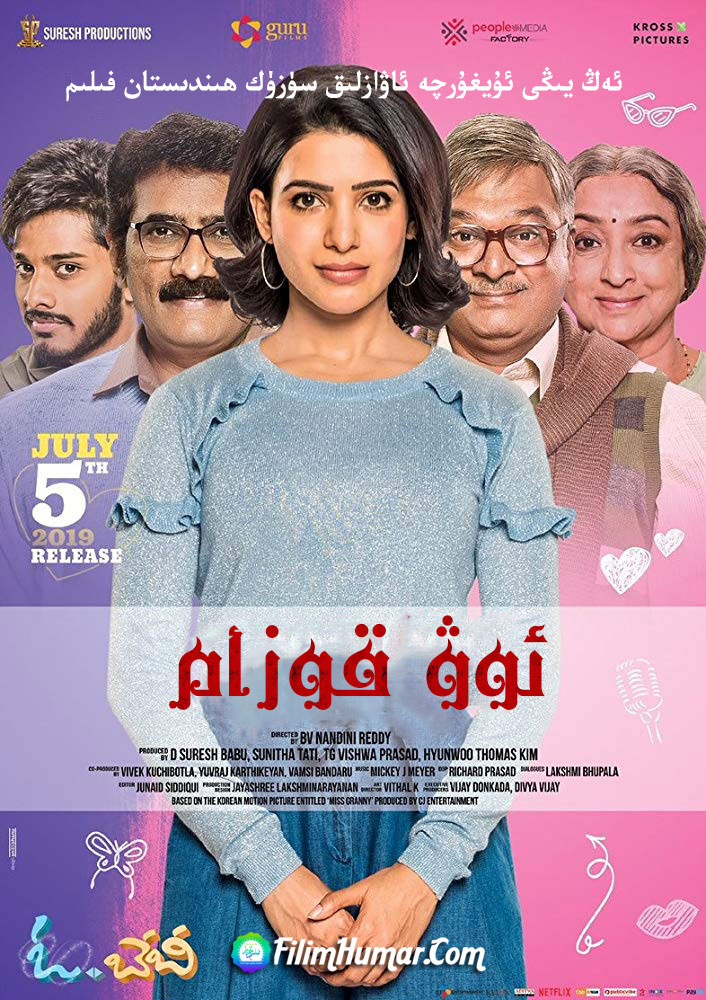 SURESH PRODUCTIONS
guru
FILMS
people MEDIA
FACTORY
KROSS
PICTURES
ئەڭ يىڭى ئۇيغۇرچە ئاۋازلىق سۈزۈك ھىندىستان فىلىم
JULY
5TH
2019
RELEASE
ئوۋ قوزأم
DIRECTED BY BV NANDINI REDDY
PRODUCED BY D SURESH BABU, SUNITHA TATI, TG VISHWA PRASAD, HYUNWOO THOMAS KIM
CO-PRODUCED BY VIVEK KUCHIBOTLA, YUVRAJ KARTHIKEYAN, VAMSI BANDARU MUSIC MICKEY J MEYER DOP RICHARD PRASAD DIALOGUES LAKSHMI BHUPALA
EDITOR JUNAID SIDDIQUI PRODUCTION DESIGN JAYASHREE LAKSHMINARAYANAN ART DIRECTOR VITHAL K EXECUTIVE PRODUCERS VIJAY DONKADA, DIVYA VIJAY
BASED ON THE KOREAN MOTION PICTURE ENTITLED 'MISS GRANNY' PRODUCED BY CJ ENTERTAINMENT
ఓ. బేబీ
FilimHumar.Com
NETFLIX